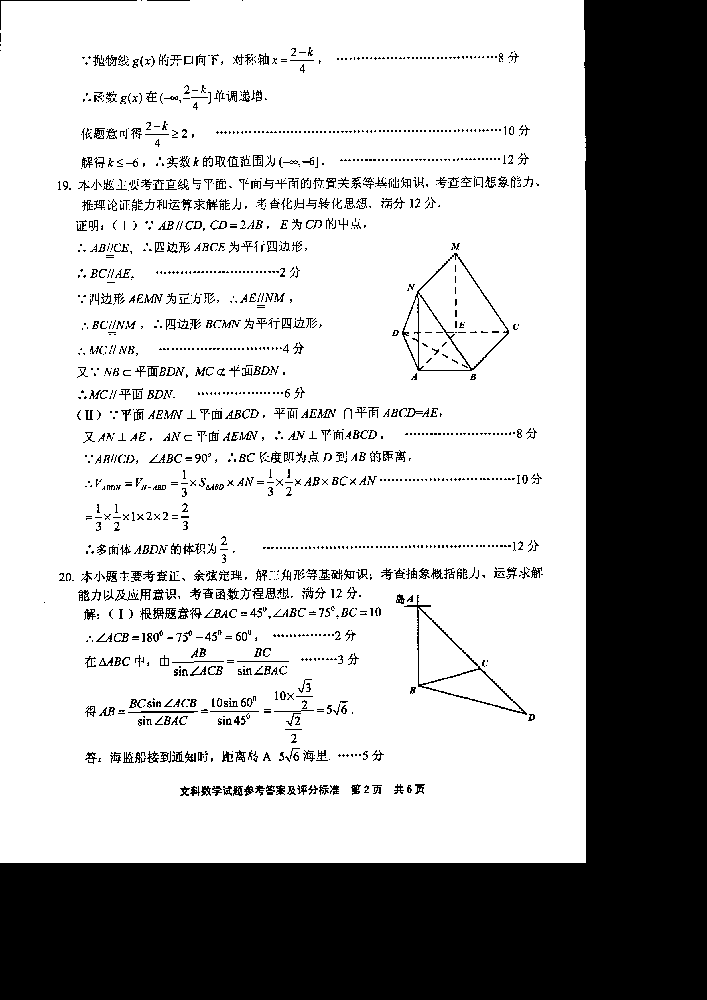 ∵抛物线 g(x) 的开口向下，对称轴 x = (2−k)/4 ， ……………………………………8 分
∴函数 g(x) 在 (−∞, (2−k)/4] 单调递增．
依题意可得 (2−k)/4 ≥ 2， ……………………………………………………10 分
解得 k ≤ −6，∴实数 k 的取值范围为 (−∞,−6]． …………………………………12 分
19. 本小题主要考查直线与平面、平面与平面的位置关系等基础知识，考查空间想象能力、
推理论证能力和运算求解能力，考查化归与转化思想．满分 12 分．
证明：（Ⅰ）∵ AB // CD, CD = 2AB， E 为 CD 的中点，
∴ AB//=CE, ∴四边形 ABCE 为平行四边形，
∴ BC//=AE, …………………………2 分
∵四边形 AEMN 为正方形，∴ AE//=NM ，
∴ BC//=NM ，∴四边形 BCMN 为平行四边形，
∴ MC // NB, …………………………4 分
又∵ NB ⊂ 平面BDN, MC ⊄ 平面BDN ，
∴MC // 平面 BDN. …………………6 分
（Ⅱ）∵平面 AEMN ⊥平面 ABCD，平面 AEMN ∩平面 ABCD=AE,
又 AN ⊥ AE， AN ⊂ 平面 AEMN ，∴ AN ⊥平面ABCD， ………………………8 分
∵AB//CD, ∠ABC = 90°，∴BC 长度即为点 D 到 AB 的距离，
∴V_ABDN = V_N−ABD = 1/3 × S_△ABD × AN = 1/3 × 1/2 × AB × BC × AN……………………………10 分
= 1/3 × 1/2 × 1 × 2 × 2 = 2/3
∴多面体 ABDN 的体积为 2/3 ． ……………………………………………………12 分
M
N
D
E
C
A
B
20. 本小题主要考查正、余弦定理，解三角形等基础知识；考查抽象概括能力、运算求解
能力以及应用意识，考查函数方程思想．满分 12 分．
解：（Ⅰ）根据题意得 ∠BAC = 45⁰, ∠ABC = 75⁰, BC = 10
∴ ∠ACB = 180⁰ − 75⁰ − 45⁰ = 60⁰， ……………2 分
在 ΔABC 中，由 AB/sin∠ACB = BC/sin∠BAC ………3 分
得 AB = BC sin∠ACB/sin∠BAC = 10sin60⁰/sin45⁰ = (10×√3/2)/(√2/2) = 5√6 .
答：海监船接到通知时，距离岛 A 5√6 海里. ……5 分
岛 A
C
B
D
文科数学试题参考答案及评分标准 第 2 页 共 6 页